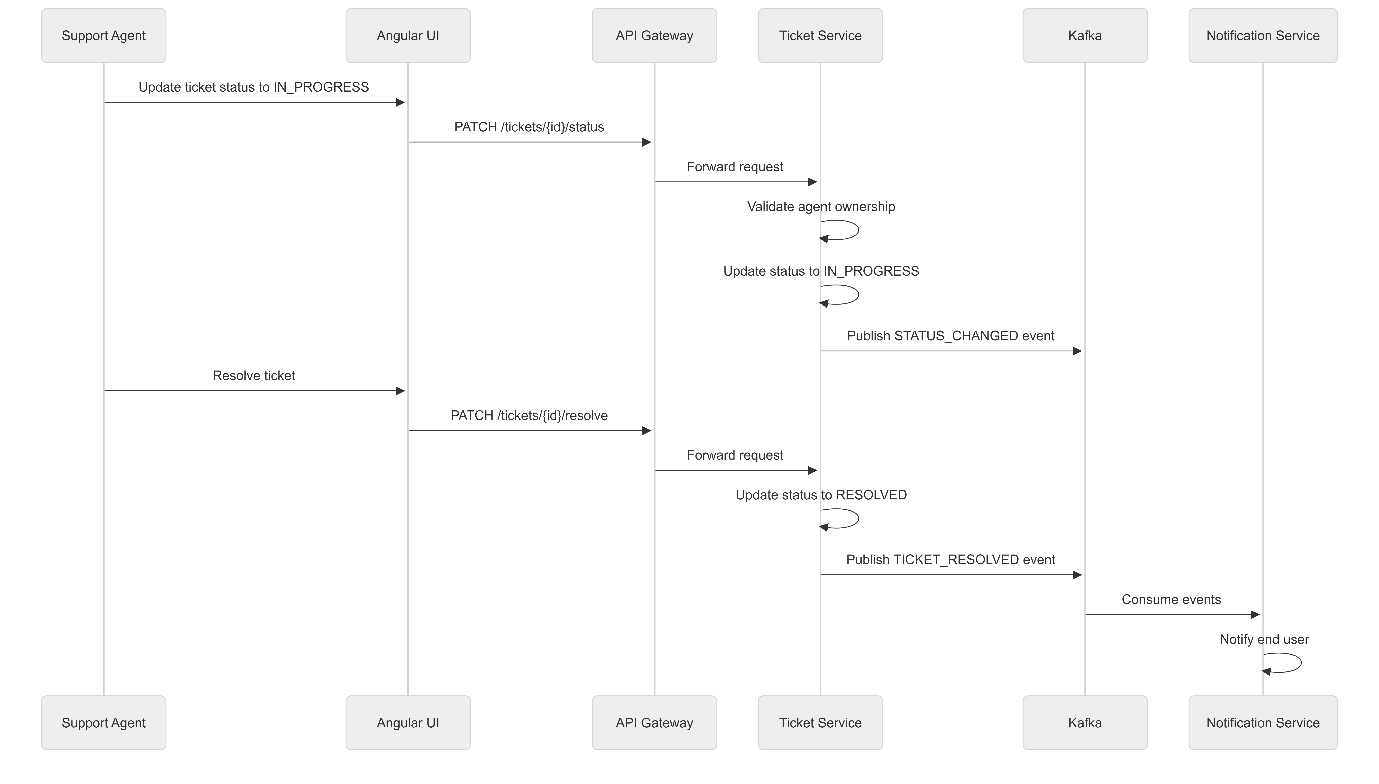 Support Agent
Angular UI
API Gateway
Ticket Service
Kafka
Notification Service
Update ticket status to IN_PROGRESS
PATCH /tickets/{id}/status
Forward request
Validate agent ownership
Update status to IN_PROGRESS
Publish STATUS_CHANGED event
Resolve ticket
PATCH /tickets/{id}/resolve
Forward request
Update status to RESOLVED
Publish TICKET_RESOLVED event
Consume events
Notify end user
Support Agent
Angular UI
API Gateway
Ticket Service
Kafka
Notification Service